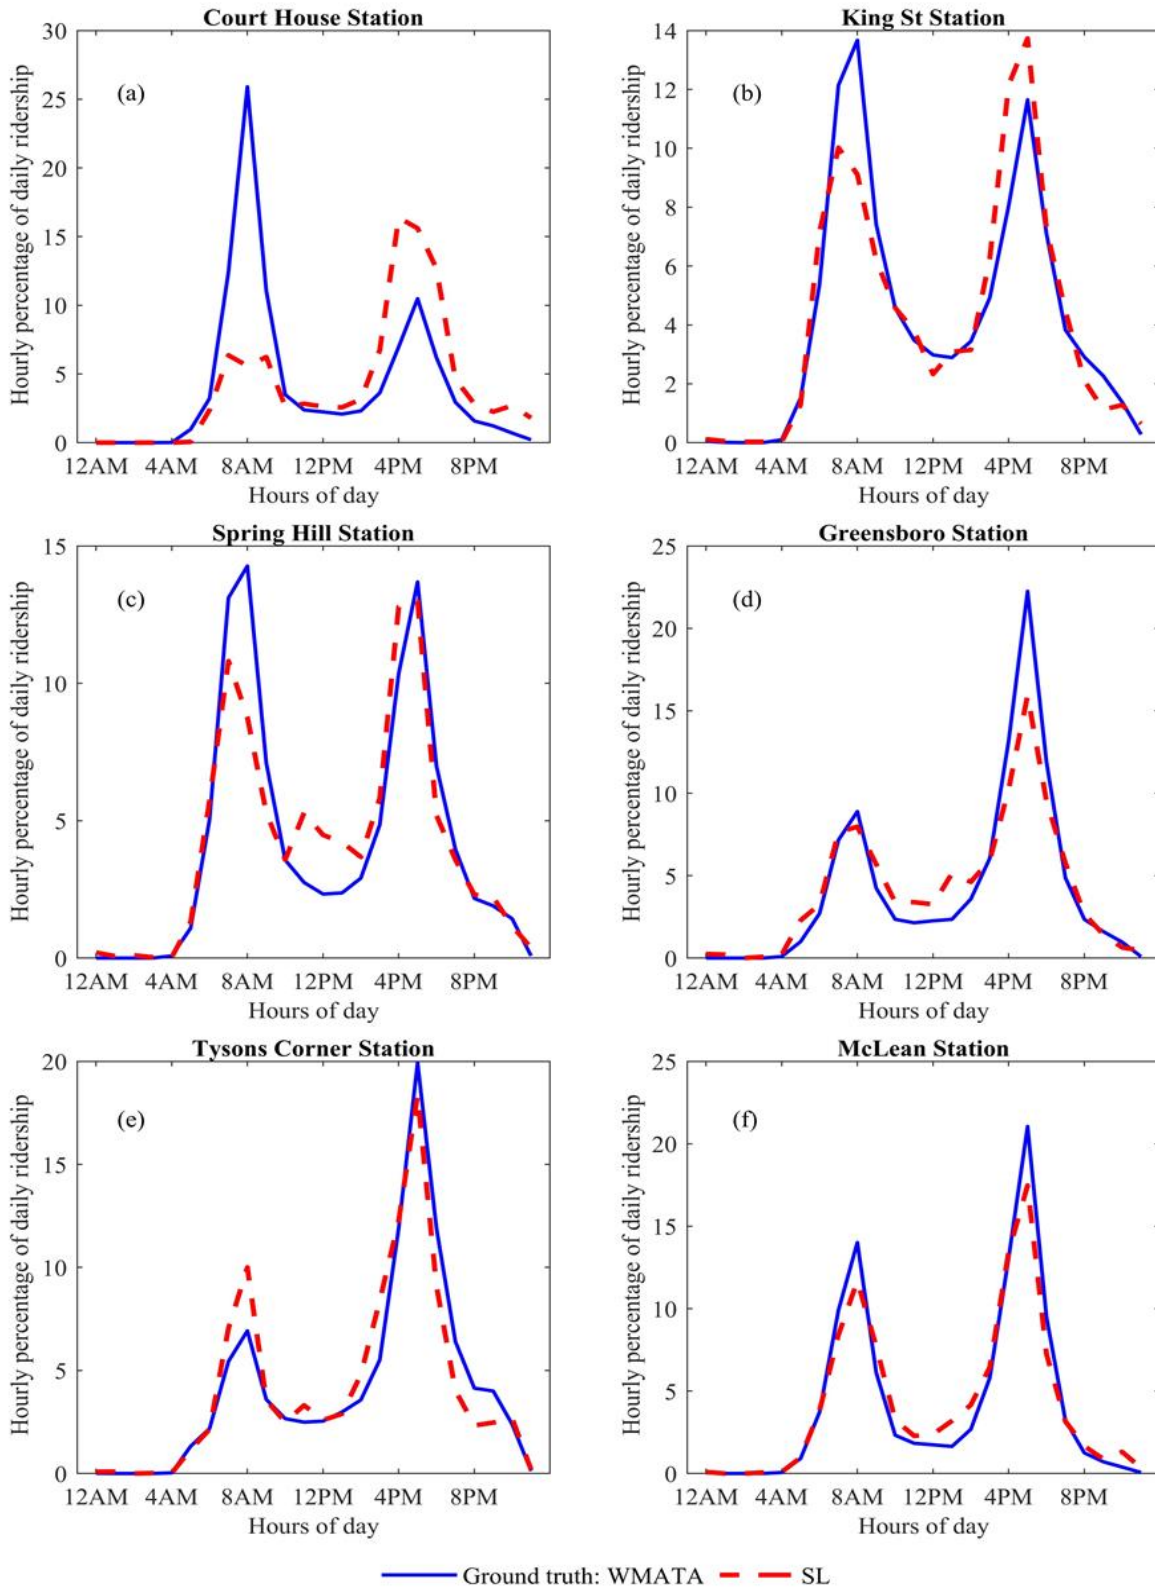 Court House Station
30
25
20
15
10
5
0
(a)
Hourly percentage of daily ridership
12AM 4AM 8AM 12PM 4PM 8PM
Hours of day
King St Station
14
12
10
8
6
4
2
0
(b)
Hourly percentage of daily ridership
12AM 4AM 8AM 12PM 4PM 8PM
Hours of day
Spring Hill Station
15
10
5
0
(c)
Hourly percentage of daily ridership
12AM 4AM 8AM 12PM 4PM 8PM
Hours of day
Greensboro Station
25
20
15
10
5
0
(d)
Hourly percentage of daily ridership
12AM 4AM 8AM 12PM 4PM 8PM
Hours of day
Tysons Corner Station
20
15
10
5
0
(e)
Hourly percentage of daily ridership
12AM 4AM 8AM 12PM 4PM 8PM
Hours of day
McLean Station
25
20
15
10
5
0
(f)
Hourly percentage of daily ridership
12AM 4AM 8AM 12PM 4PM 8PM
Hours of day
Ground truth: WMATA SL